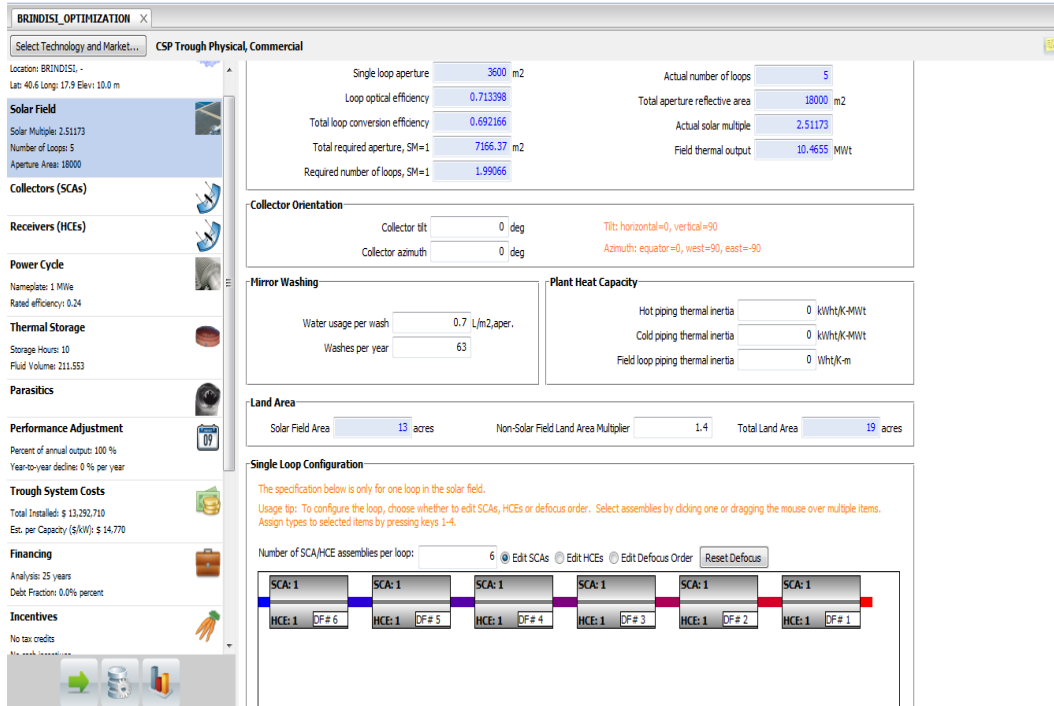 BRINDISI_OPTIMIZATION
Select Technology and Market... CSP Trough Physical, Commercial
Location: BRINDISI, -
Lat: 40.6 Long: 17.9 Elev: 10.0 m
Solar Field
Solar Multiple: 2.51173
Number of Loops: 5
Aperture Area: 18000
Collectors (SCAs)
Receivers (HCEs)
Power Cycle
Nameplate: 1 MWe
Rated efficiency: 0.24
Thermal Storage
Storage Hours: 10
Fluid Volume: 211.553
Parasitics
Performance Adjustment
09
Percent of annual output: 100 %
Year-to-year decline: 0 % per year
Trough System Costs
Total Installed: $ 13,292,710
Est. per Capacity ($/kW): $ 14,770
Financing
Analysis: 25 years
Debt Fraction: 0.0% percent
Incentives
No tax credits
No cash incentives
Single loop aperture 3600 m2
Loop optical efficiency 0.713398
Total loop conversion efficiency 0.692166
Total required aperture, SM=1 7166.37 m2
Required number of loops, SM=1 1.99066
Actual number of loops 5
Total aperture reflective area 18000 m2
Actual solar multiple 2.51173
Field thermal output 10.4655 MWt
Collector Orientation
Collector tilt 0 deg
Collector azimuth 0 deg
Tilt: horizontal=0, vertical=90
Azimuth: equator=0, west=90, east=-90
Mirror Washing
Water usage per wash 0.7 L/m2,aper.
Washes per year 63
Plant Heat Capacity
Hot piping thermal inertia 0 kWht/K-MWt
Cold piping thermal inertia 0 kWht/K-MWt
Field loop piping thermal inertia 0 Wht/K-m
Land Area
Solar Field Area 13 acres Non-Solar Field Land Area Multiplier 1.4 Total Land Area 19 acres
Single Loop Configuration
The specification below is only for one loop in the solar field.
Usage tip: To configure the loop, choose whether to edit SCAs, HCEs or defocus order. Select assemblies by clicking one or dragging the mouse over multiple items.
Assign types to selected items by pressing keys 1-4.
Number of SCA/HCE assemblies per loop: 6 Edit SCAs Edit HCEs Edit Defocus Order Reset Defocus
SCA: 1 SCA: 1 SCA: 1 SCA: 1 SCA: 1 SCA: 1
HCE: 1 DF# 6 HCE: 1 DF# 5 HCE: 1 DF# 4 HCE: 1 DF# 3 HCE: 1 DF# 2 HCE: 1 DF# 1